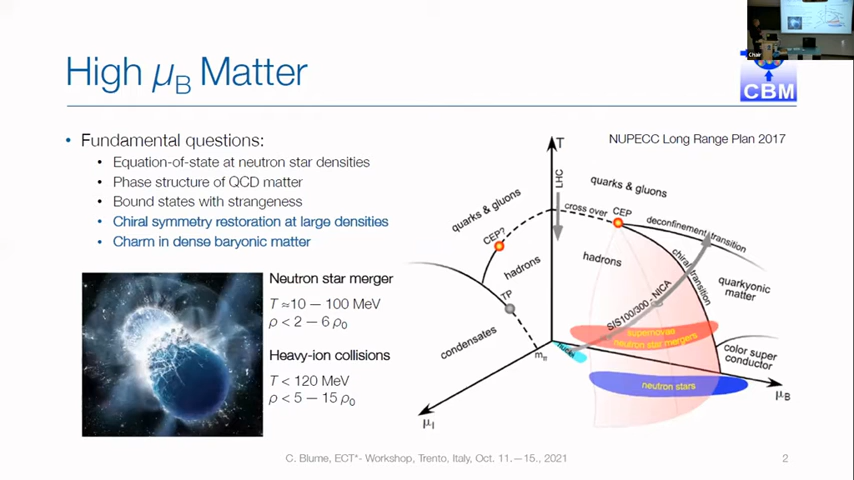 Chair
High μB Matter
CBM
• Fundamental questions:
• Equation-of-state at neutron star densities
• Phase structure of QCD matter
• Bound states with strangeness
• Chiral symmetry restoration at large densities
• Charm in dense baryonic matter
Neutron star merger
T ≈10 — 100 MeV
ρ < 2 — 6 ρ0
Heavy-ion collisions
T < 120 MeV
ρ < 5 — 15 ρ0
NUPECC Long Range Plan 2017
T
LHC
quarks & gluons
quarks & gluons
cross over
CEP
deconfinement transition
CEP?
hadrons
hadrons
chiral transition
quarkyonic
matter
TP
SIS100/300 - NICA
condensates
supernovae
neutron star mergers
nuclei
mπ
color super
conductor
neutron stars
μB
μI
C. Blume, ECT*- Workshop, Trento, Italy, Oct. 11.—15., 2021
2